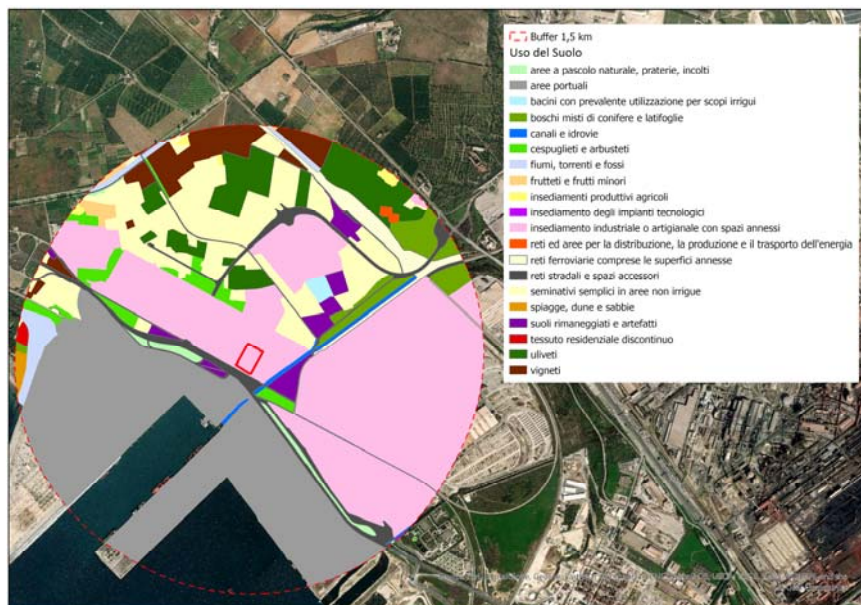 Buffer 1,5 km
Uso del Suolo
aree a pascolo naturale, praterie, incolti
aree portuali
bacini con prevalente utilizzazione per scopi irrigui
boschi misti di conifere e latifoglie
canali e idrovie
cespuglieti e arbusteti
fiumi, torrenti e fossi
frutteti e frutti minori
insediamenti produttivi agricoli
insediamento degli impianti tecnologici
insediamento industriale o artigianale con spazi annessi
reti ed aree per la distribuzione, la produzione e il trasporto dell'energia
reti ferroviarie comprese le superfici annesse
reti stradali e spazi accessori
seminativi semplici in aree non irrigue
spiagge, dune e sabbie
suoli rimaneggiati e artefatti
tessuto residenziale discontinuo
uliveti
vigneti